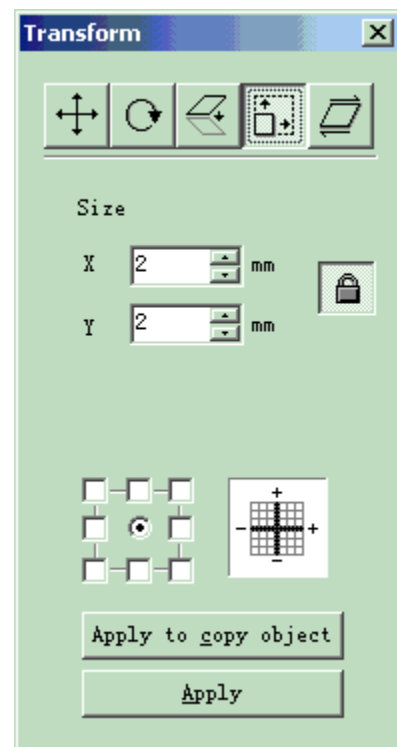 Transform
Size
X 2 mm
Y 2 mm
Apply to copy object
Apply